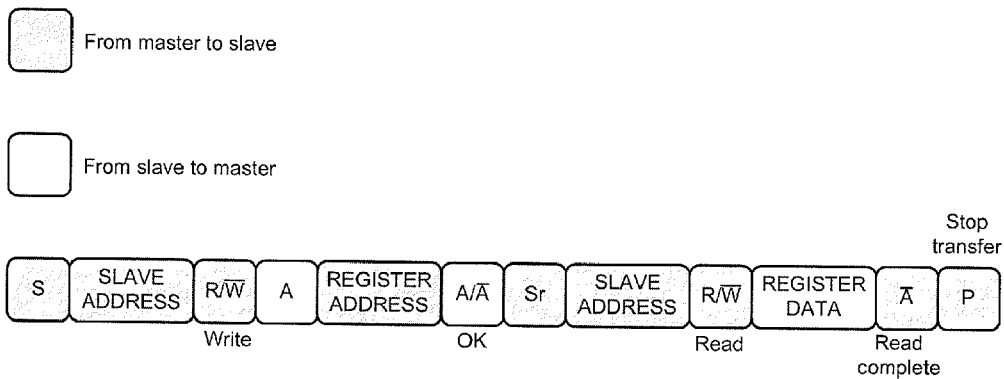 From master to slave
From slave to master
Stop
transfer
S
SLAVE
ADDRESS
R/W̅
A
REGISTER
ADDRESS
A/A̅
Sr
SLAVE
ADDRESS
R/W̅
REGISTER
DATA
A̅
P
Write
OK
Read
Read
complete